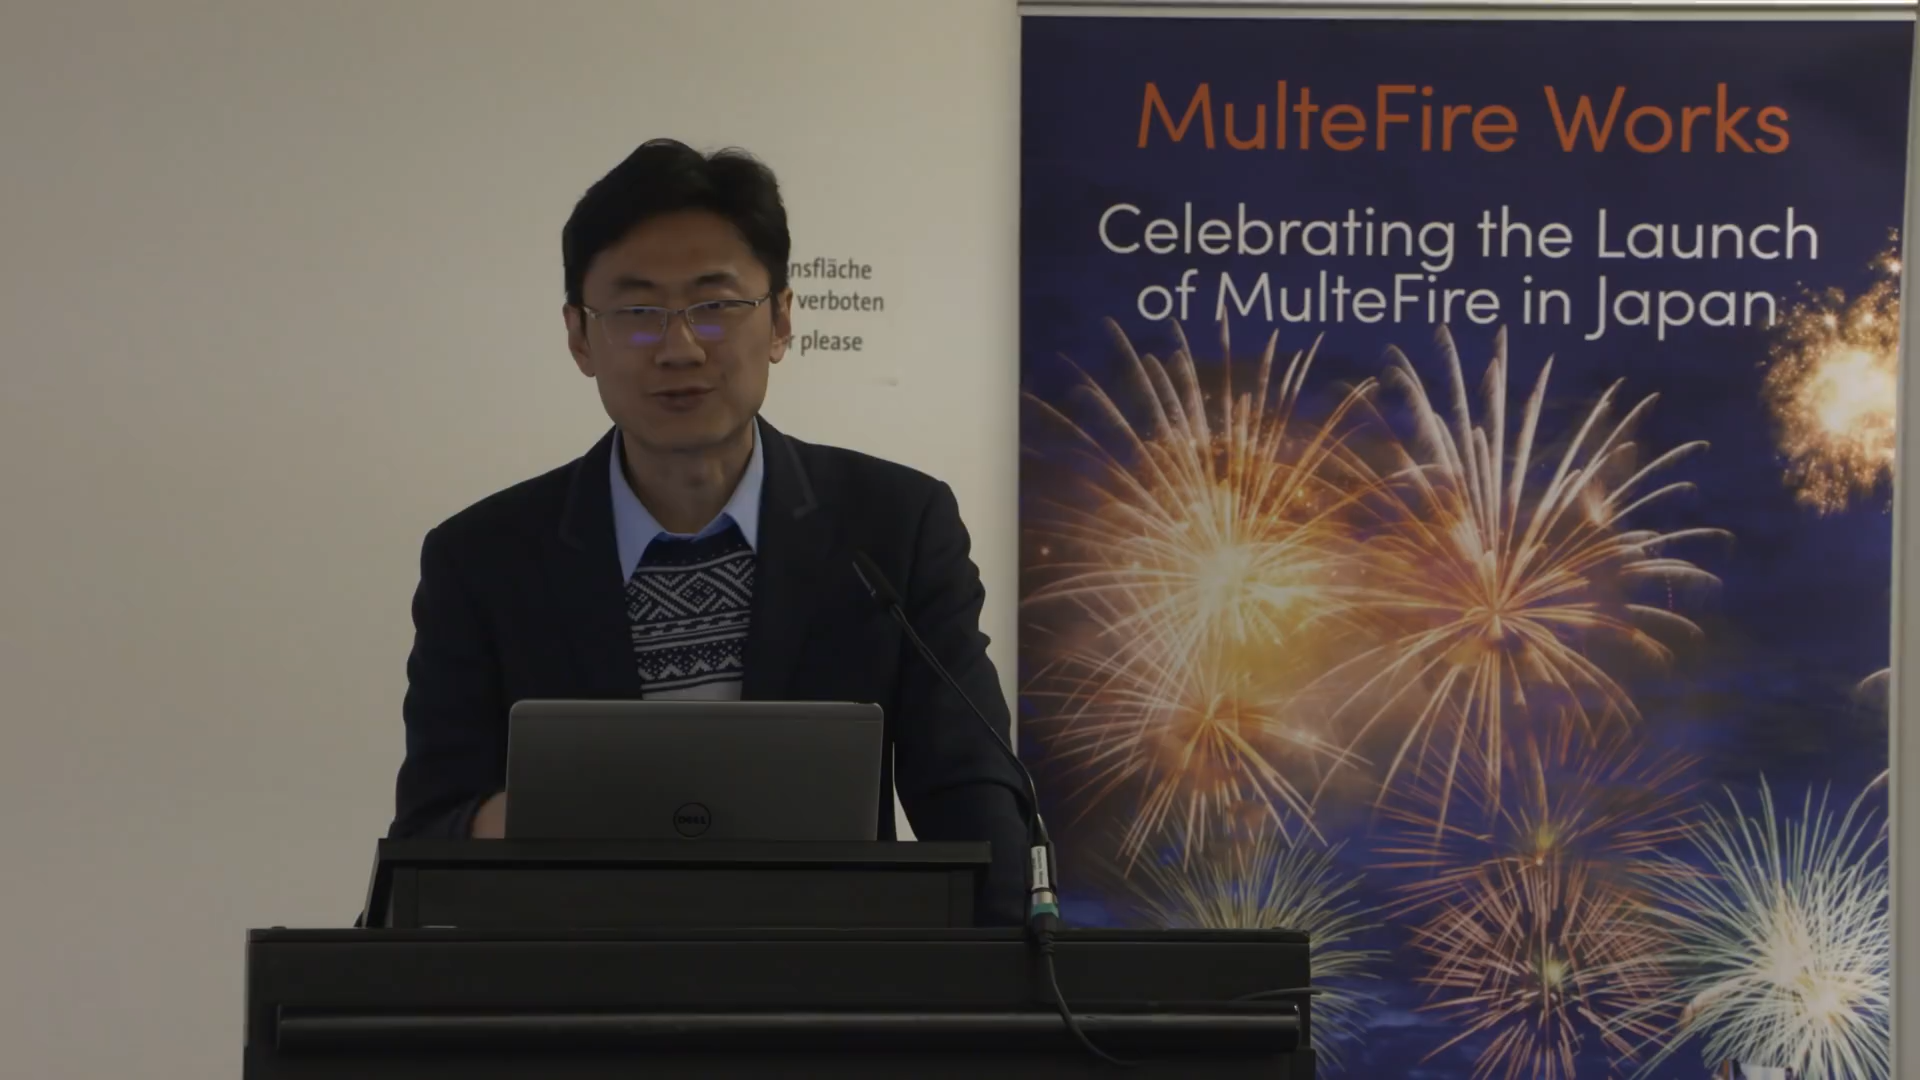 MulteFire Works
Celebrating the Launch
of MulteFire in Japan
nsfläche
verboten
r please
DELL